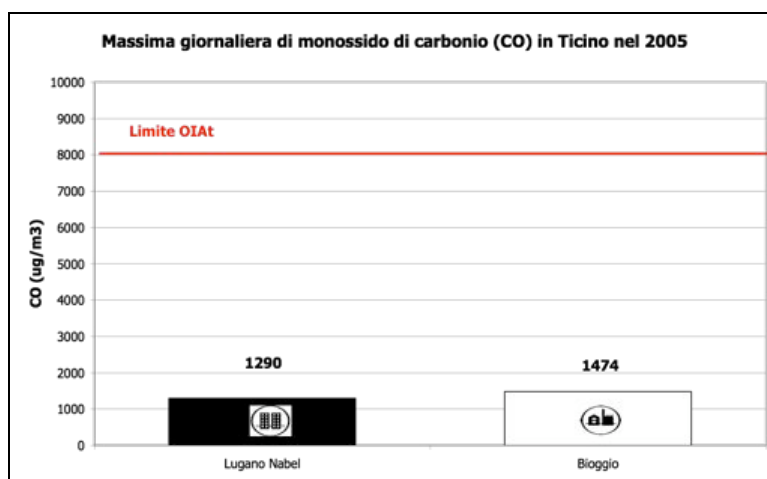 Massima giornaliera di monossido di carbonio (CO) in Ticino nel 2005
10000
9000
Limite OIAt
8000
7000
6000
5000
4000
3000
2000
1000
0
CO (ug/m3)
1290
1474
Lugano Nabel
Bioggio